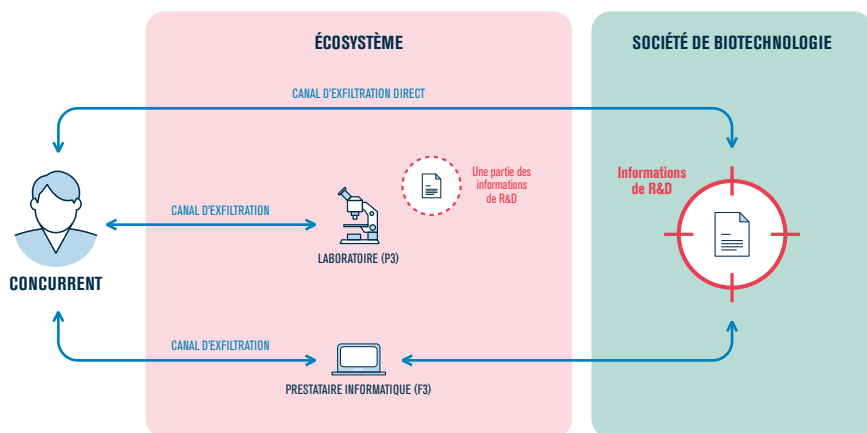 ÉCOSYSTÈME
SOCIÉTÉ DE BIOTECHNOLOGIE
CANAL D'EXFILTRATION DIRECT
Une partie des
informations
de R&D
Informations
de R&D
CANAL D'EXFILTRATION
LABORATOIRE (P3)
CONCURRENT
CANAL D'EXFILTRATION
PRESTATAIRE INFORMATIQUE (F3)